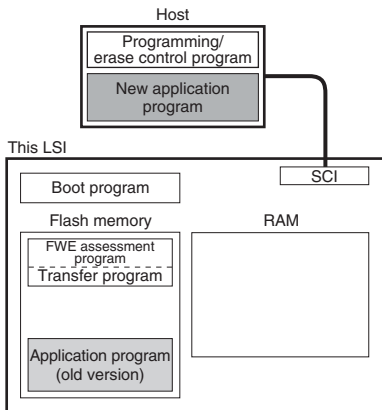 Host
Programming/
erase control program
New application
program
This LSI
SCI
Boot program
Flash memory
RAM
FWE assessment
program
Transfer program
Application program
(old version)